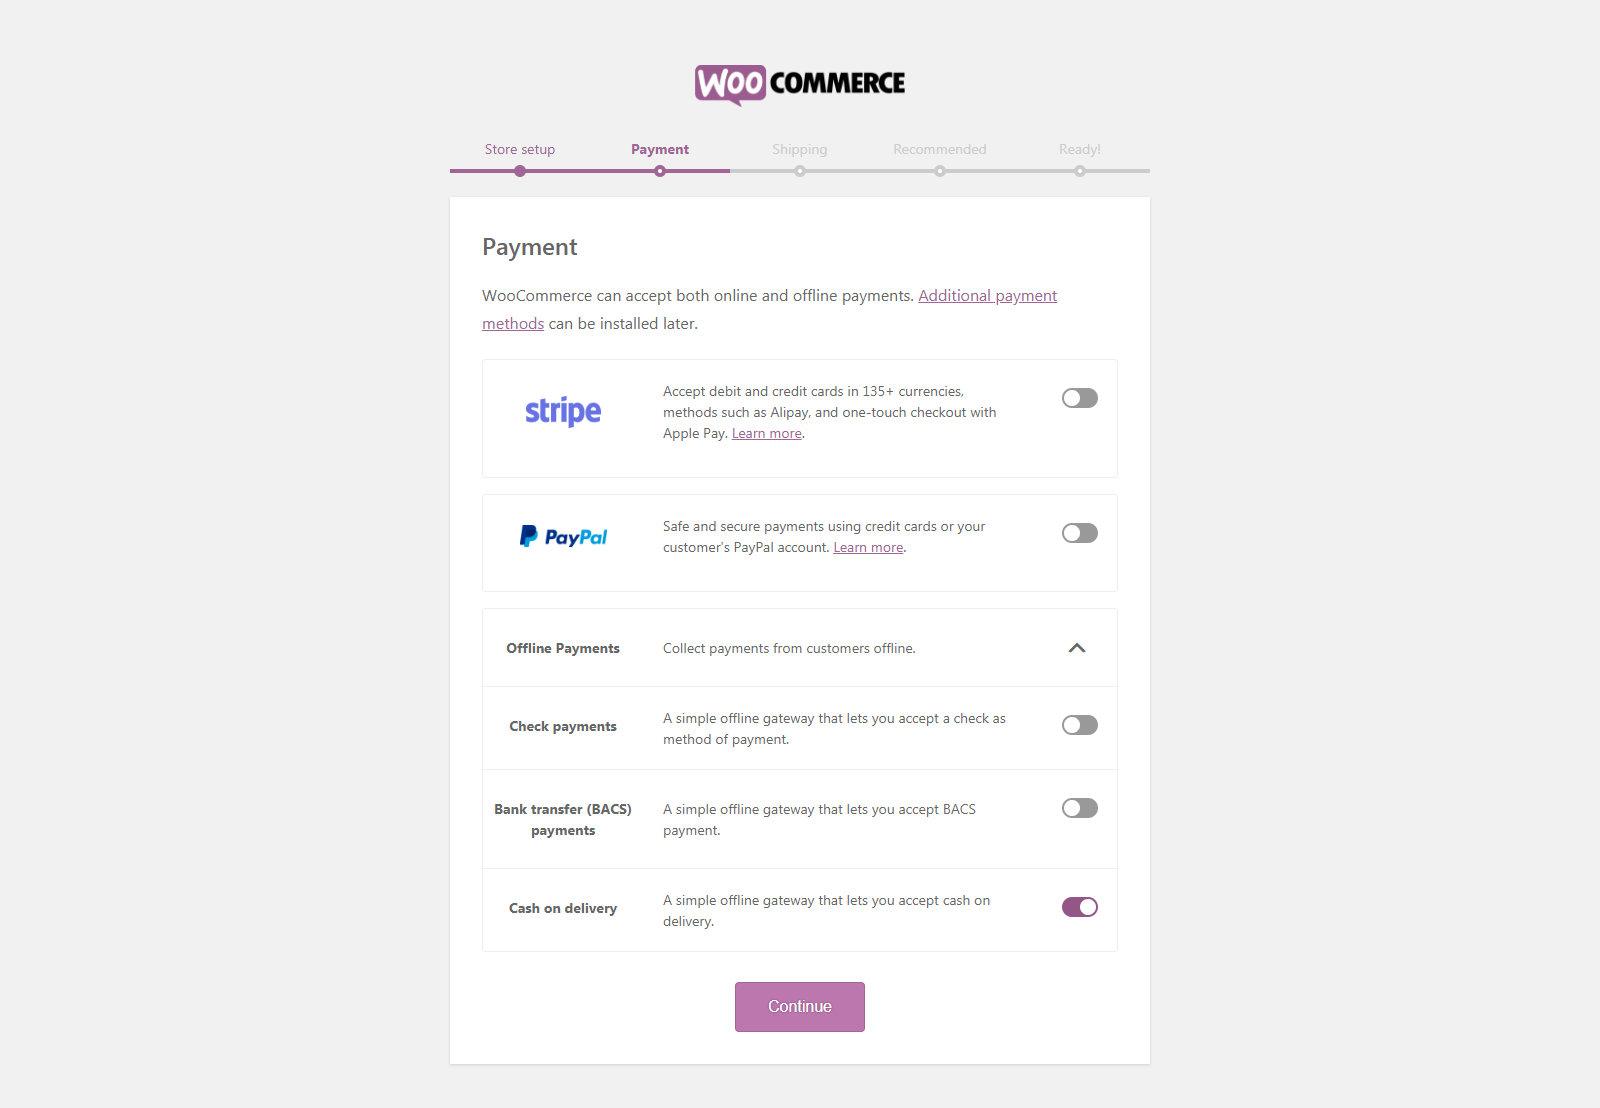 WOO COMMERCE
Store setup
Payment
Shipping
Recommended
Ready!
Payment
WooCommerce can accept both online and offline payments. Additional payment
methods can be installed later.
stripe
Accept debit and credit cards in 135+ currencies,
methods such as Alipay, and one-touch checkout with
Apple Pay. Learn more.
PayPal
Safe and secure payments using credit cards or your
customer's PayPal account. Learn more.
Offline Payments
Collect payments from customers offline.
Check payments
A simple offline gateway that lets you accept a check as
method of payment.
Bank transfer (BACS)
payments
A simple offline gateway that lets you accept BACS
payment.
Cash on delivery
A simple offline gateway that lets you accept cash on
delivery.
Continue